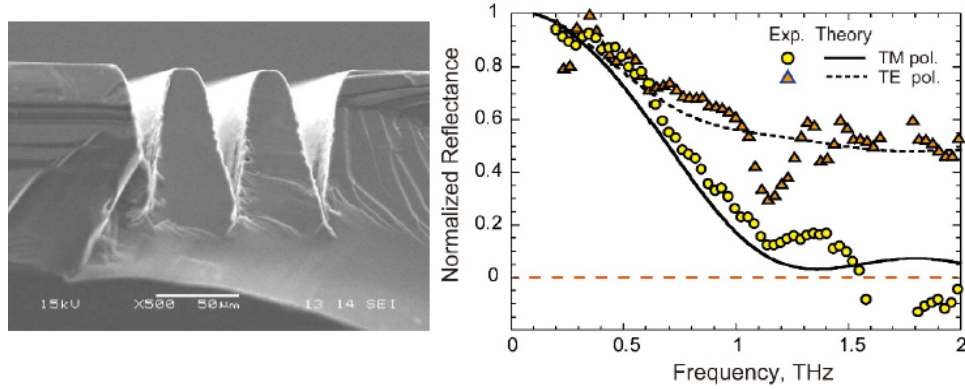 15kV X500 50µm 13 14 SEI
Normalized Reflectance
1
0.8
0.6
0.4
0.2
0
Exp. Theory
TM pol.
TE pol.
0 0.5 1 1.5 2
Frequency, THz